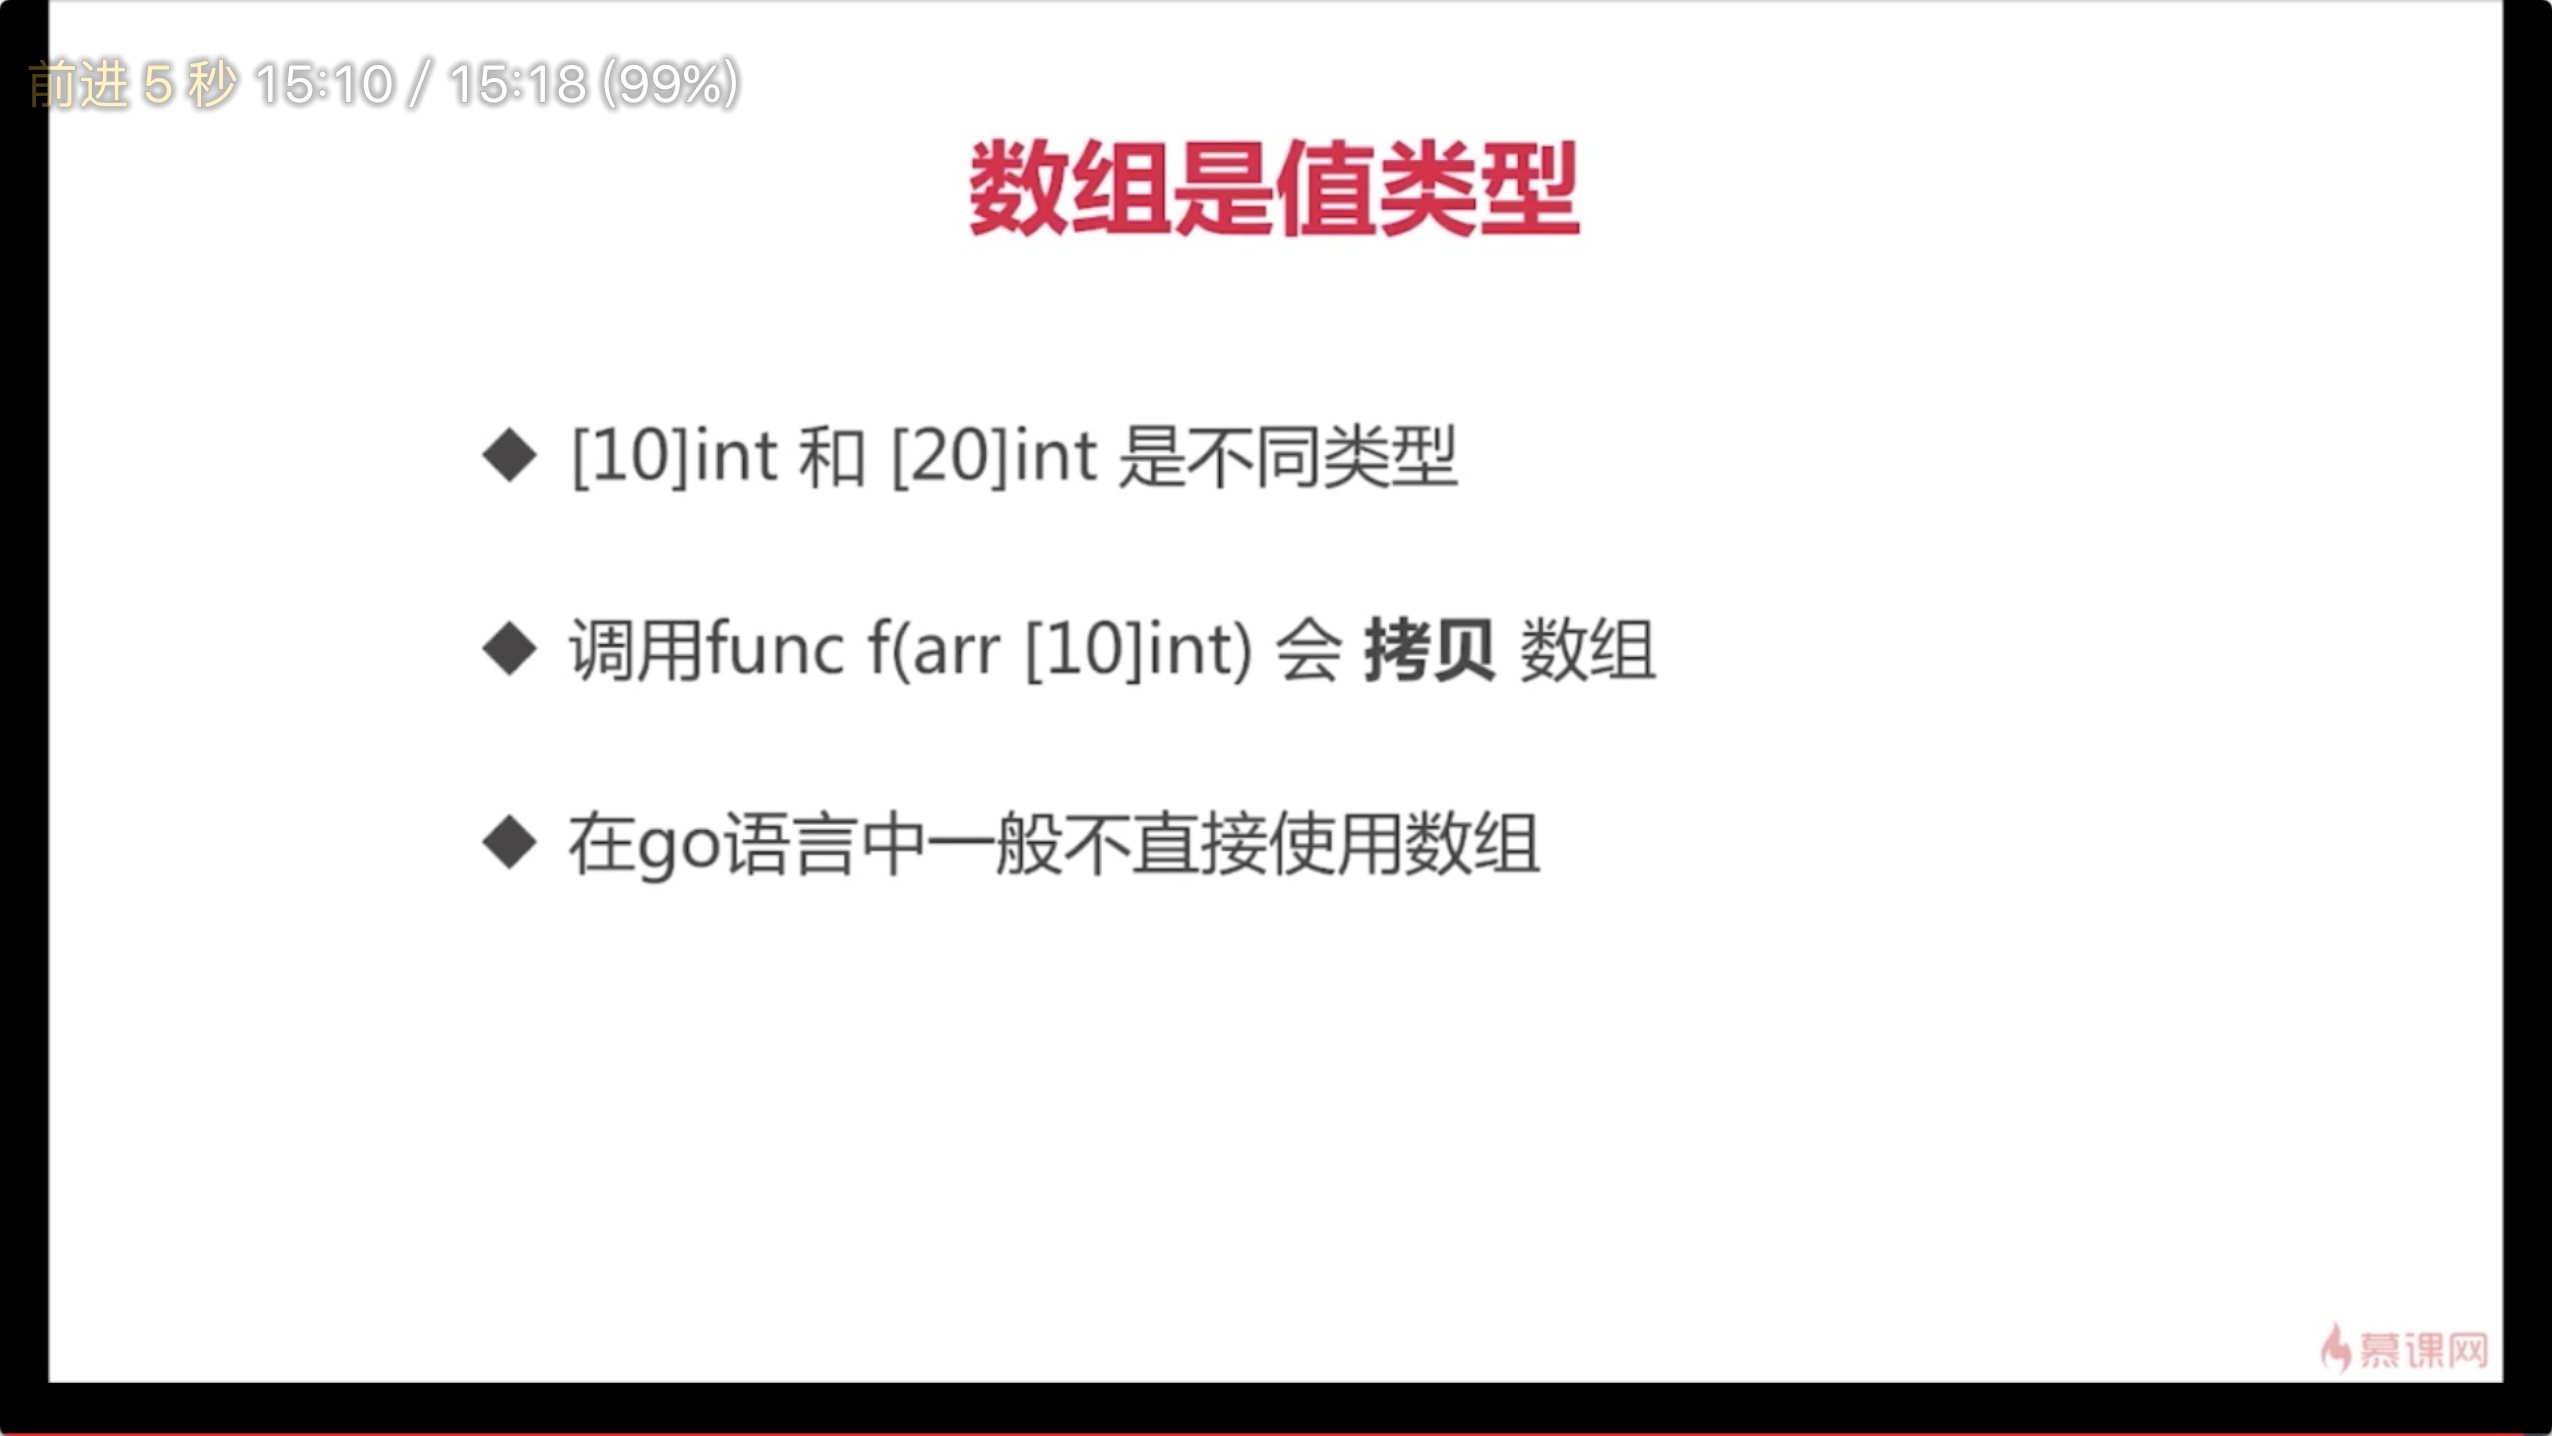 前进 5 秒 15:10 / 15:18 (99%)
数组是值类型
◆ [10]int 和 [20]int 是不同类型
◆ 调用func f(arr [10]int) 会 拷贝 数组
◆ 在go语言中一般不直接使用数组
慕课网